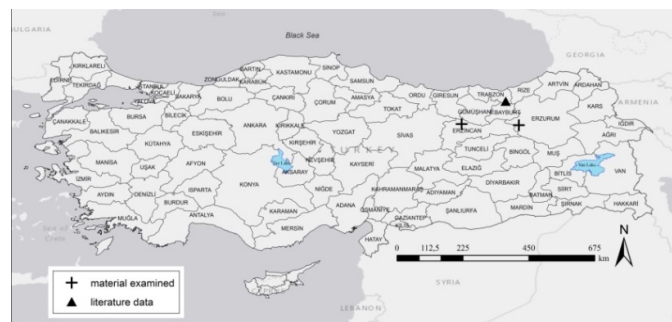 BULGARIA
Black Sea
GEORGIA
KIRKLARELİ
EDİRNE
TEKİRDAĞ
İSTANBUL
KOCAELİ
YALOVA
SAKARYA
ZONGULDAK
BARTIN
KARABÜK
KASTAMONU
SİNOP
SAMSUN
ORDU
GİRESUN
TRABZON
RİZE
ARTVİN
ARDAHAN
KARS
ARMENIA
IĞDIR
AĞRI
ÇANAKKALE
BALIKESİR
BURSA
BİLECİK
BOLU
ÇANKIRI
ÇORUM
AMASYA
TOKAT
GÜMÜŞHANE
BAYBURT
ERZURUM
ERZİNCAN
ESKİŞEHİR
ANKARA
KIRIKKALE
YOZGAT
SİVAS
KÜTAHYA
KIRŞEHİR
TURKEY
TUNCELİ
BİNGÖL
MUŞ
MANİSA
UŞAK
AFYON
AKSARAY
NEVŞEHİR
KAYSERİ
MALATYA
ELAZIĞ
BİTLİS
VAN
İZMİR
KONYA
NİĞDE
KAHRAMANMARAŞ
ADIYAMAN
DİYARBAKIR
BATMAN
SİİRT
AYDIN
DENİZLİ
ISPARTA
BURDUR
ŞIRNAK
HAKKARİ
MUĞLA
ANTALYA
KARAMAN
MERSİN
ADANA
OSMANİYE
GAZİANTEP
KİLİS
ŞANLIURFA
MARDİN
HATAY
Sea of
Crete
N
0 112,5 225 450 675
km
SYRIA
LEBANON
material examined
literature data